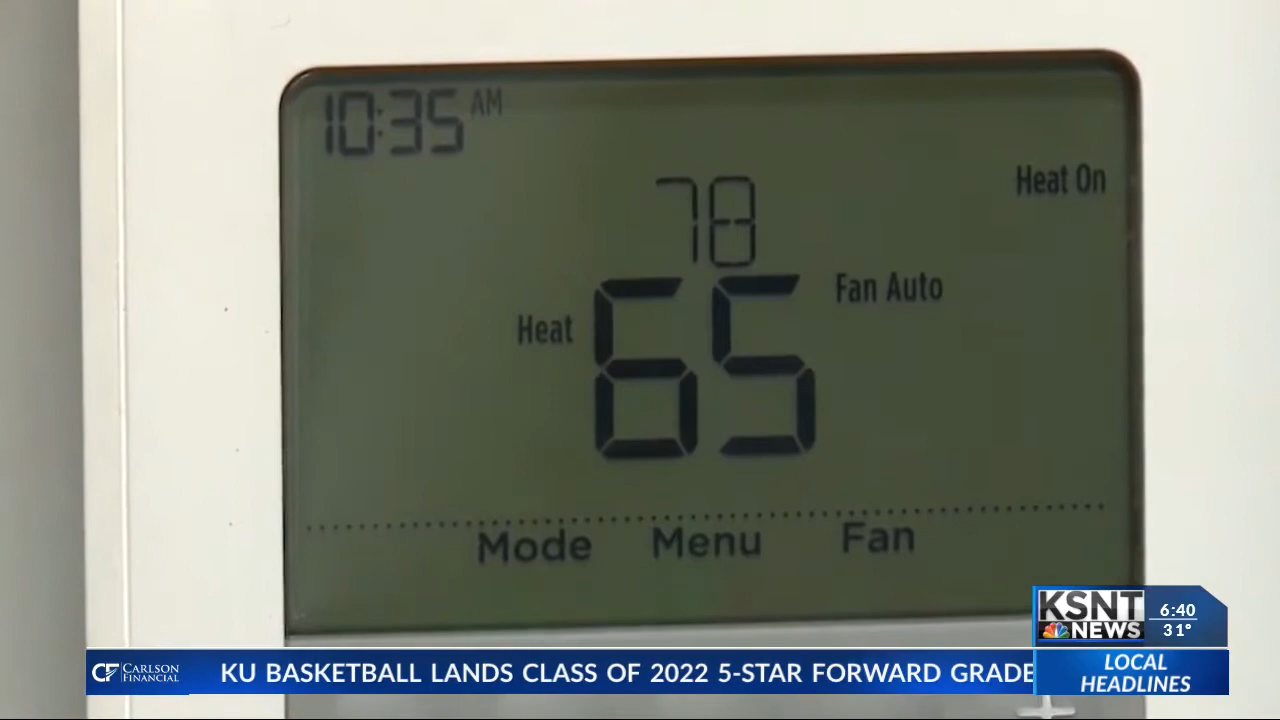 10:35 AM
78
Heat On
Fan Auto
Heat
65
Mode Menu Fan
KSNT
NEWS
6:40
31°
CF CARLSON
FINANCIAL
KU BASKETBALL LANDS CLASS OF 2022 5-STAR FORWARD GRADE
LOCAL
HEADLINES